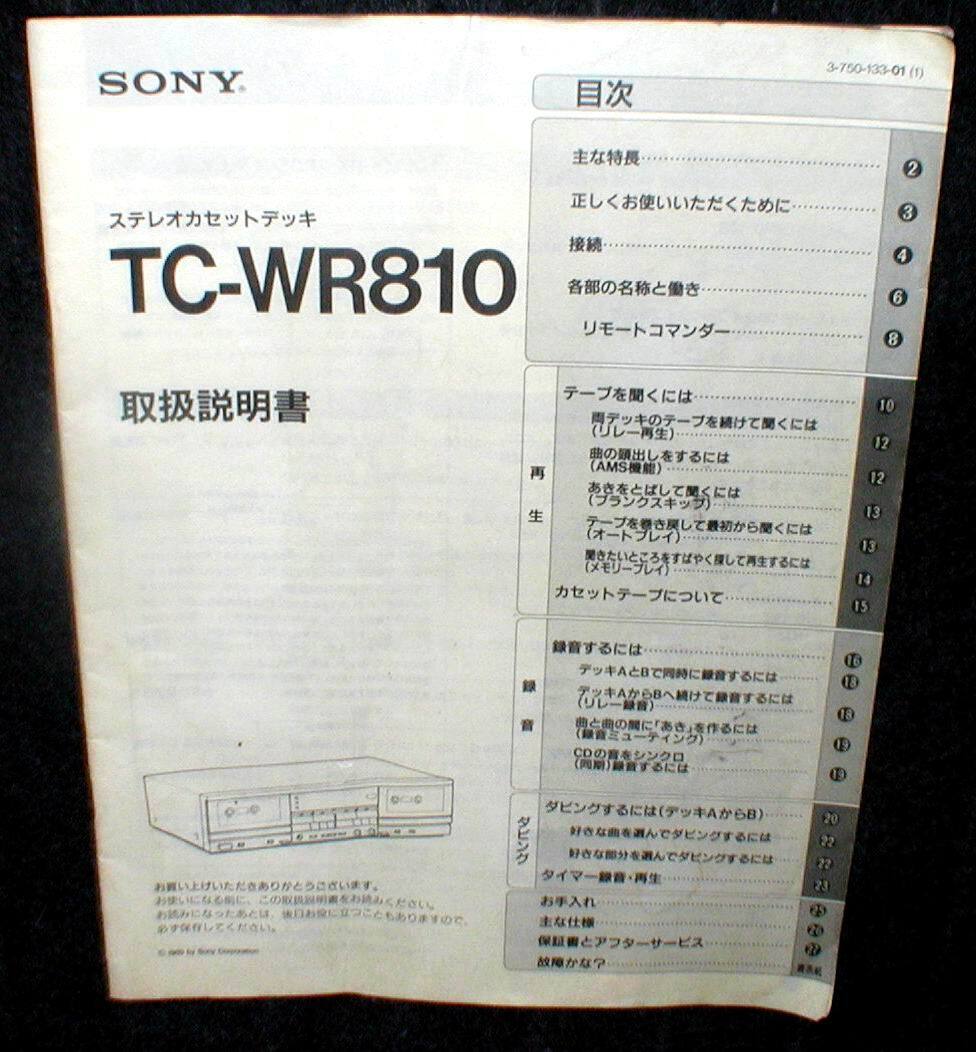 SONY®
ステレオカセットデッキ
TC-WR810
取扱説明書
お買い上げいただきありがとうございます。
お使いになる前に、この取扱説明書をお読みください。
お読みになったあとは、後日お役に立つこともありますので、
必ず保存してください。
by Sony Corporation
3-750-133-01 (1)
目次
主な特長 2
正しくお使いいただくために 3
接続 4
各部の名称と働き 6
リモートコマンダー 8
再生
テープを聞くには 10
両デッキのテープを続けて聞くには
(リレー再生) 12
曲の頭出しをするには
(AMS機能) 12
あきをとばして聞くには
(ブランクスキップ) 13
テープを巻き戻して最初から聞くには
(オートプレイ) 13
聞きたいところをすばやく探して再生するには
(メモリープレイ) 14
カセットテープについて 15
録音
録音するには 16
デッキAとBで同時に録音するには 18
デッキAからBへ続けて録音するには
(リレー録音) 18
曲と曲の間に「あき」を作るには
(録音ミューティング) 19
CDの音をシンクロ
(同期)録音するには 19
ダビング
ダビングするには(デッキAからB) 20
好きな曲を選んでダビングするには 22
好きな部分を選んでダビングするには 22
タイマー録音・再生 23
お手入れ 25
主な仕様 26
保証書とアフターサービス 27
故障かな? 裏表紙